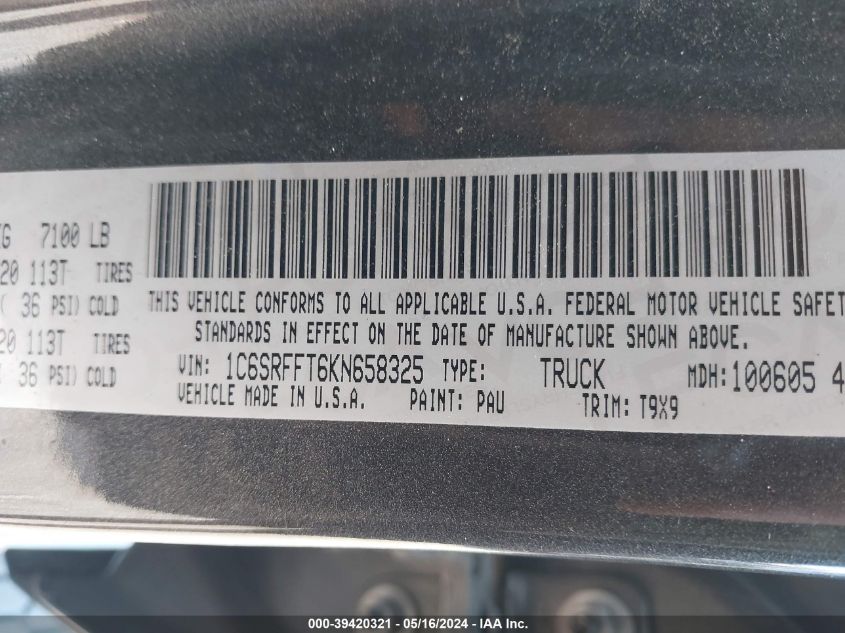 7100 LB
20 113T TIRES
36 PSI) COLD
20 113T TIRES
36 PSI) COLD
THIS VEHICLE CONFORMS TO ALL APPLICABLE U.S.A. FEDERAL MOTOR VEHICLE SAFET
STANDARDS IN EFFECT ON THE DATE OF MANUFACTURE SHOWN ABOVE.
VIN: 1C6SRFFT6KN658325 TYPE: TRUCK MDH: 100605 4
VEHICLE MADE IN U.S.A. PAINT: PAU TRIM: T9X9
000-39420321 - 05/16/2024 - IAA Inc.